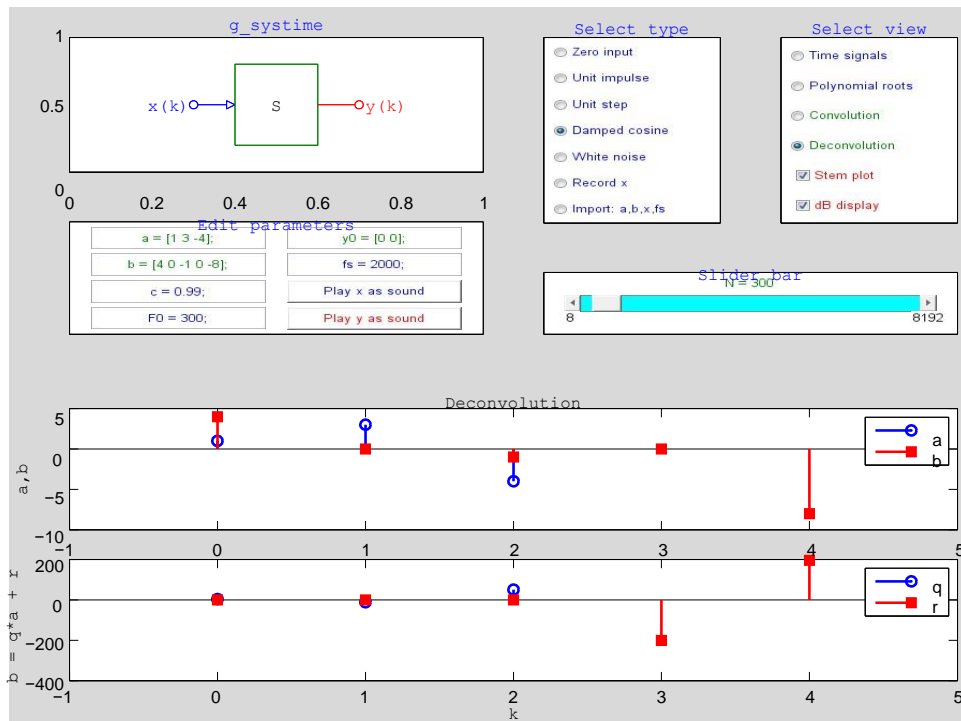 g_systime
1
0.5
0
x(k)
S
y(k)
0 0.2 0.4 0.6 0.8 1
Select type
Zero input
Unit impulse
Unit step
Damped cosine
White noise
Record x
Import: a,b,x,fs
Select view
Time signals
Polynomial roots
Convolution
Deconvolution
Stem plot
dB display
Edit parameters
a = [1 3 -4];
y0 = [0 0];
b = [4 0 -1 0 -8];
fs = 2000;
c = 0.99;
Play x as sound
F0 = 300;
Play y as sound
Slider bar
N = 300
8
8192
Deconvolution
a,b
5
0
−5
−10
−1 0 1 2 3 4 5
a
b
b = q*a + r
200
0
−200
−400
−1 0 1 2 3 4 5
k
q
r